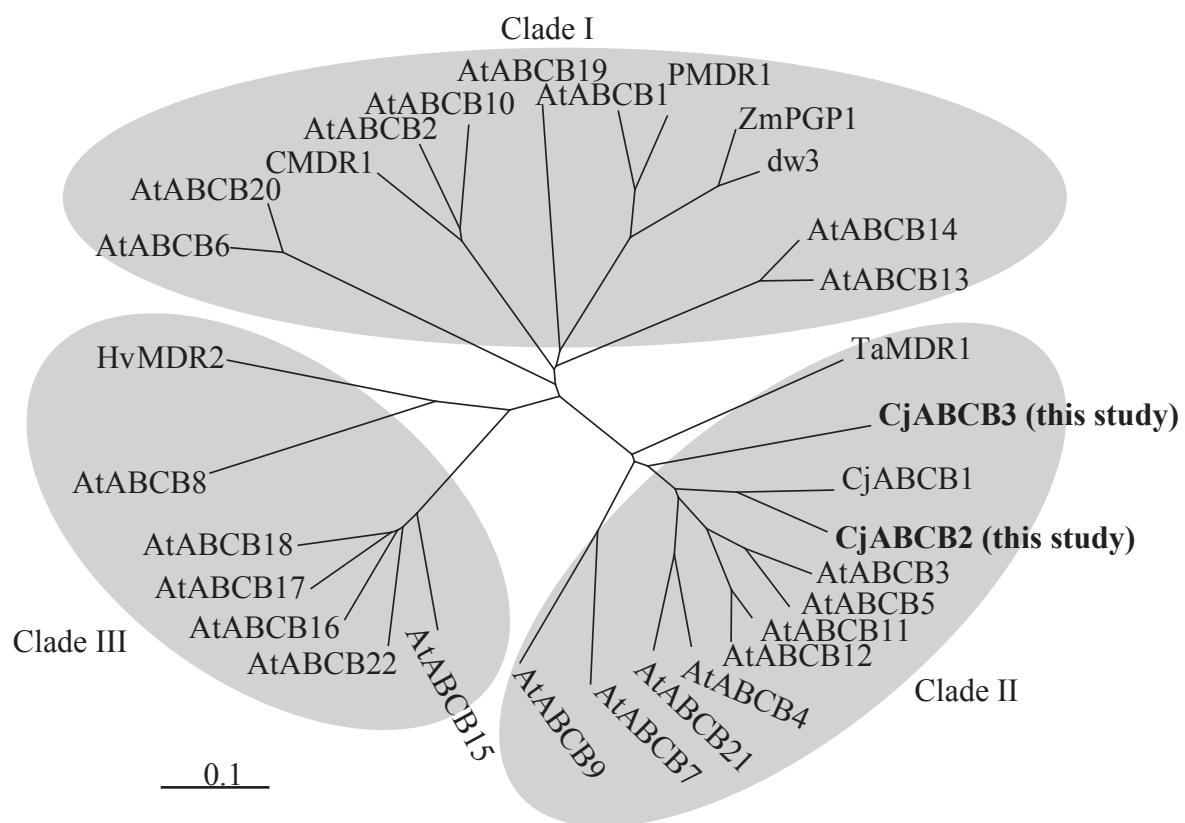 Clade I
AtABCB19
PMDR1
AtABCB10
AtABCB1
AtABCB2
ZmPGP1
CMDR1
dw3
AtABCB20
AtABCB14
AtABCB6
AtABCB13
HvMDR2
TaMDR1
CjABCB3 (this study)
AtABCB8
CjABCB1
AtABCB18
CjABCB2 (this study)
AtABCB17
AtABCB3
AtABCB5
AtABCB16
AtABCB11
Clade III
AtABCB22
AtABCB12
AtABCB15
AtABCB4
Clade II
AtABCB21
AtABCB9
AtABCB7
0.1